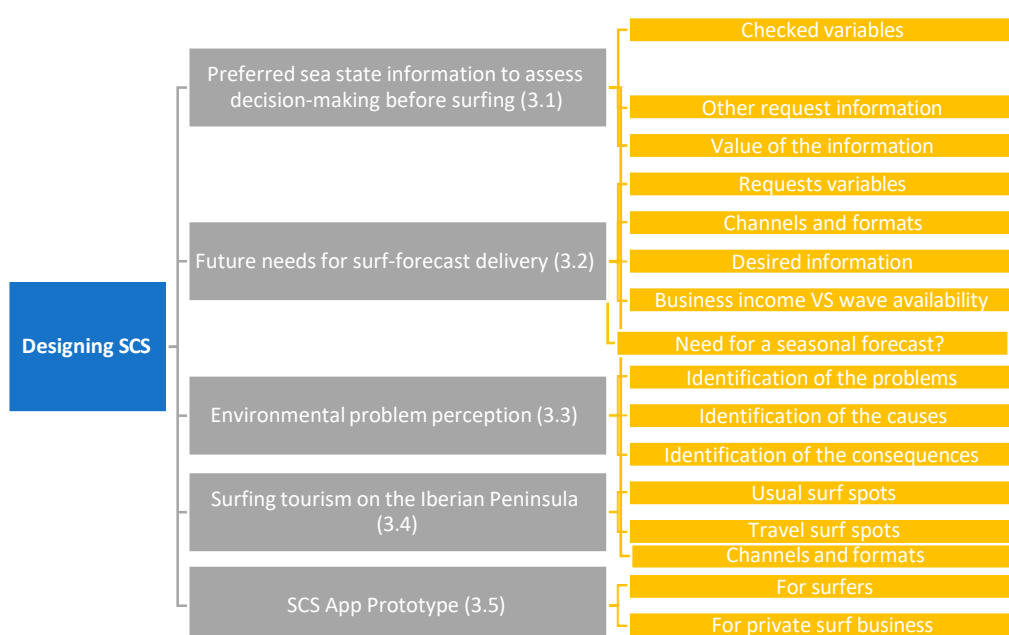 Designing SCS
Preferred sea state information to assess
decision-making before surfing (3.1)
Checked variables
Other request information
Value of the information
Future needs for surf-forecast delivery (3.2)
Requests variables
Channels and formats
Desired information
Business income VS wave availability
Need for a seasonal forecast?
Environmental problem perception (3.3)
Identification of the problems
Identification of the causes
Identification of the consequences
Surfing tourism on the Iberian Peninsula
(3.4)
Usual surf spots
Travel surf spots
Channels and formats
SCS App Prototype (3.5)
For surfers
For private surf business